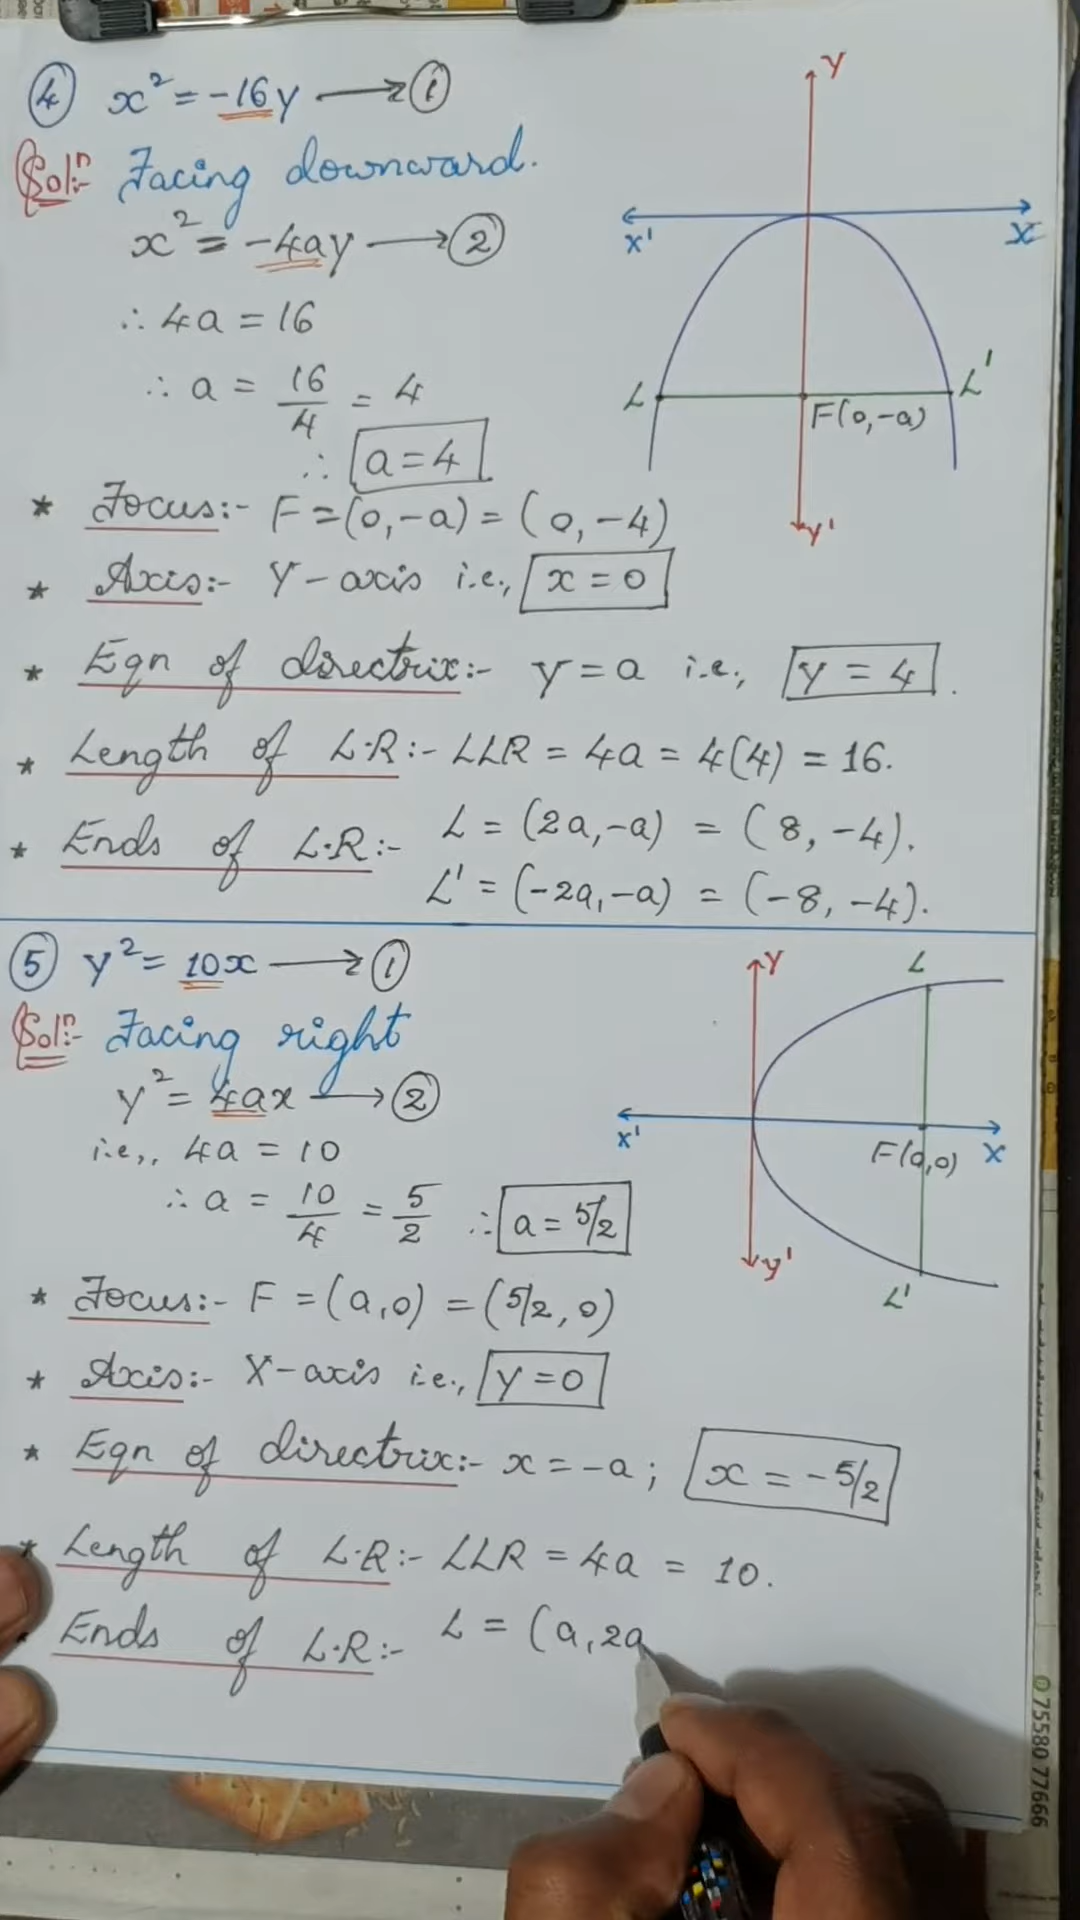 ④ x² = -16y ⟶ ①
Solⁿ:- Facing downward.
x² = -4ay ⟶ ②
∴ 4a = 16
∴ a = 16/4 = 4
∴ a = 4
Y
X'
X
L
L'
F(0,-a)
Y'
* Focus:- F = (0,-a) = (0,-4)
* Axis:- Y-axis i.e., x = 0
* Eqn of directrix:- y = a i.e., y = 4.
* Length of L.R:- LLR = 4a = 4(4) = 16.
* Ends of L.R:- L = (2a,-a) = (8,-4).
L' = (-2a,-a) = (-8,-4).
⑤ y² = 10x ⟶ ①
Solⁿ:- Facing right
y² = 4ax ⟶ ②
i.e,, 4a = 10
∴ a = 10/4 = 5/2 ∴ a = 5/2
Y
L
X'
F(a,0)
X
Y'
L'
* Focus:- F = (a,0) = (5/2, 0)
* Axis:- X-axis i.e., y = 0
* Eqn of directrix:- x = -a; x = -5/2
* Length of L.R:- LLR = 4a = 10.
* Ends of L.R:- L = (a, 2a
75580 77666